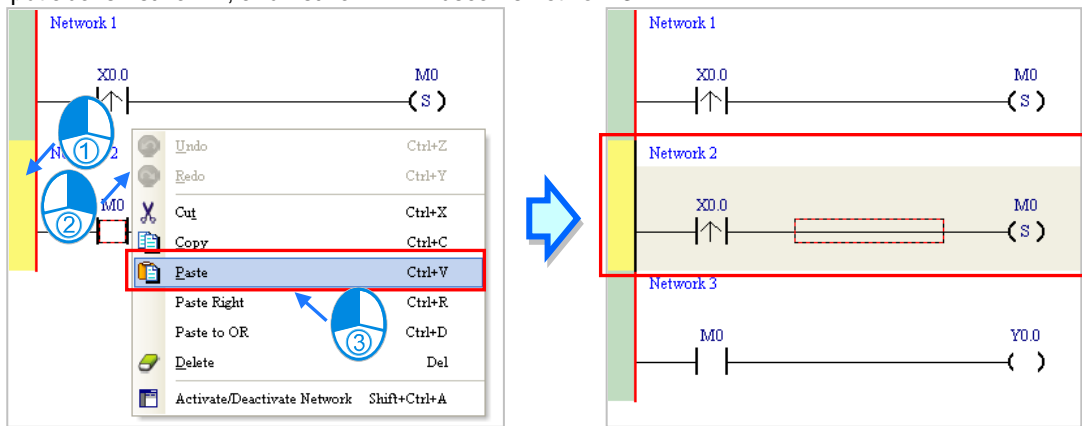 Network 1
X0.0 M0
( S )
1
2
M0
2
Undo Ctrl+Z
Redo Ctrl+Y
Cut Ctrl+X
Copy Ctrl+C
Paste Ctrl+V
Paste Right Ctrl+R
Paste to OR Ctrl+D
3
Delete Del
Activate/Deactivate Network Shift+Ctrl+A
Network 1
X0.0 M0
( S )
Network 2
X0.0 M0
( S )
Network 3
M0 Y0.0
( )